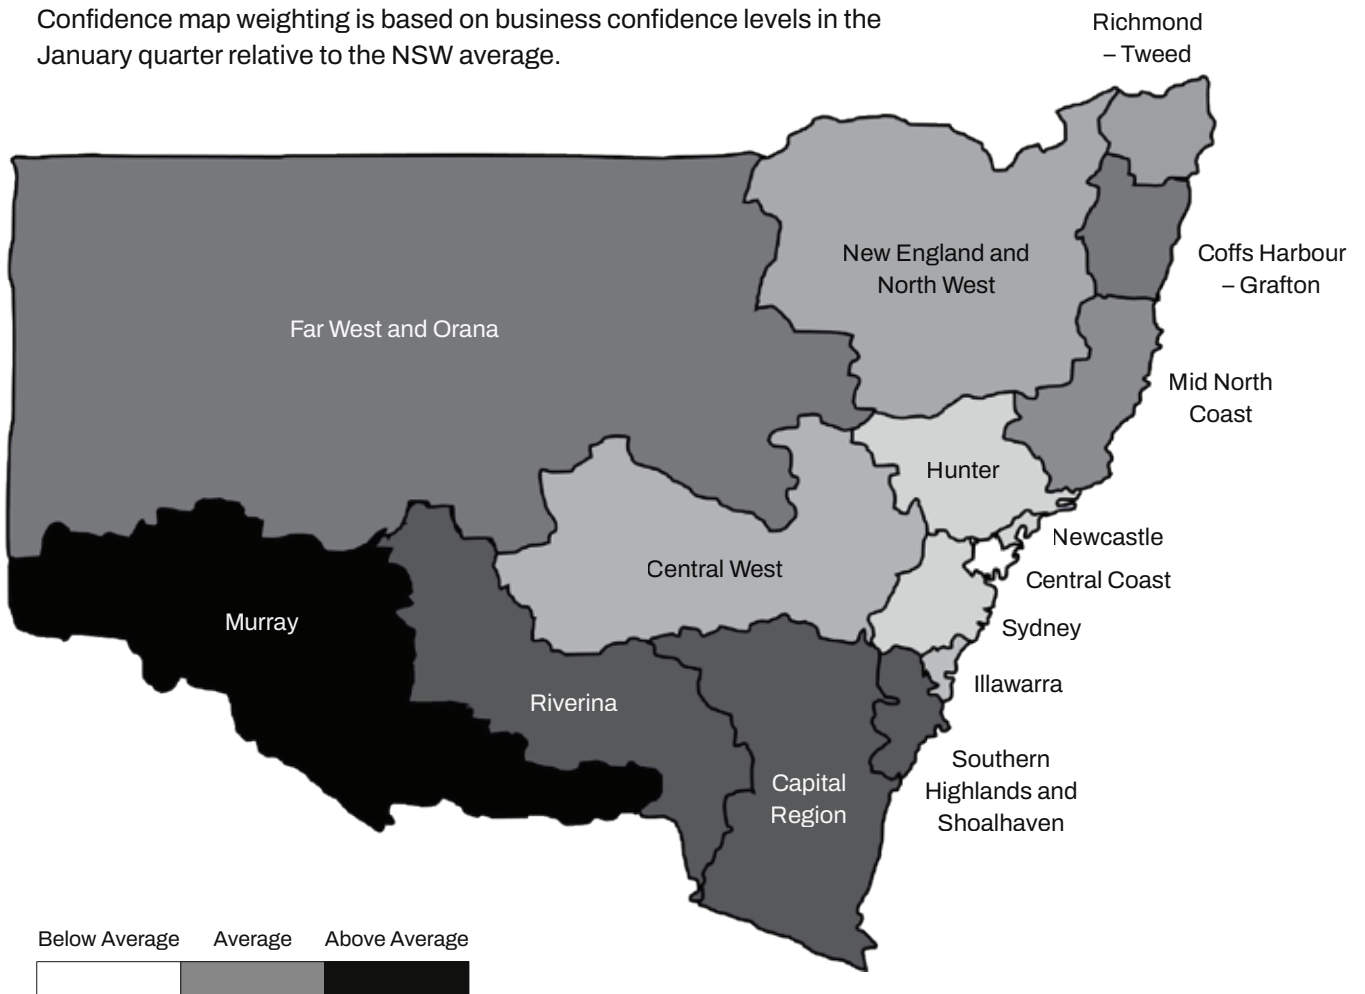 Confidence map weighting is based on business confidence levels in the
January quarter relative to the NSW average.
Richmond
– Tweed
New England and
North West
Coffs Harbour
– Grafton
Far West and Orana
Mid North
Coast
Hunter
Newcastle
Central West
Central Coast
Murray
Sydney
Illawarra
Riverina
Southern
Highlands and
Shoalhaven
Capital
Region
Below Average
Average
Above Average